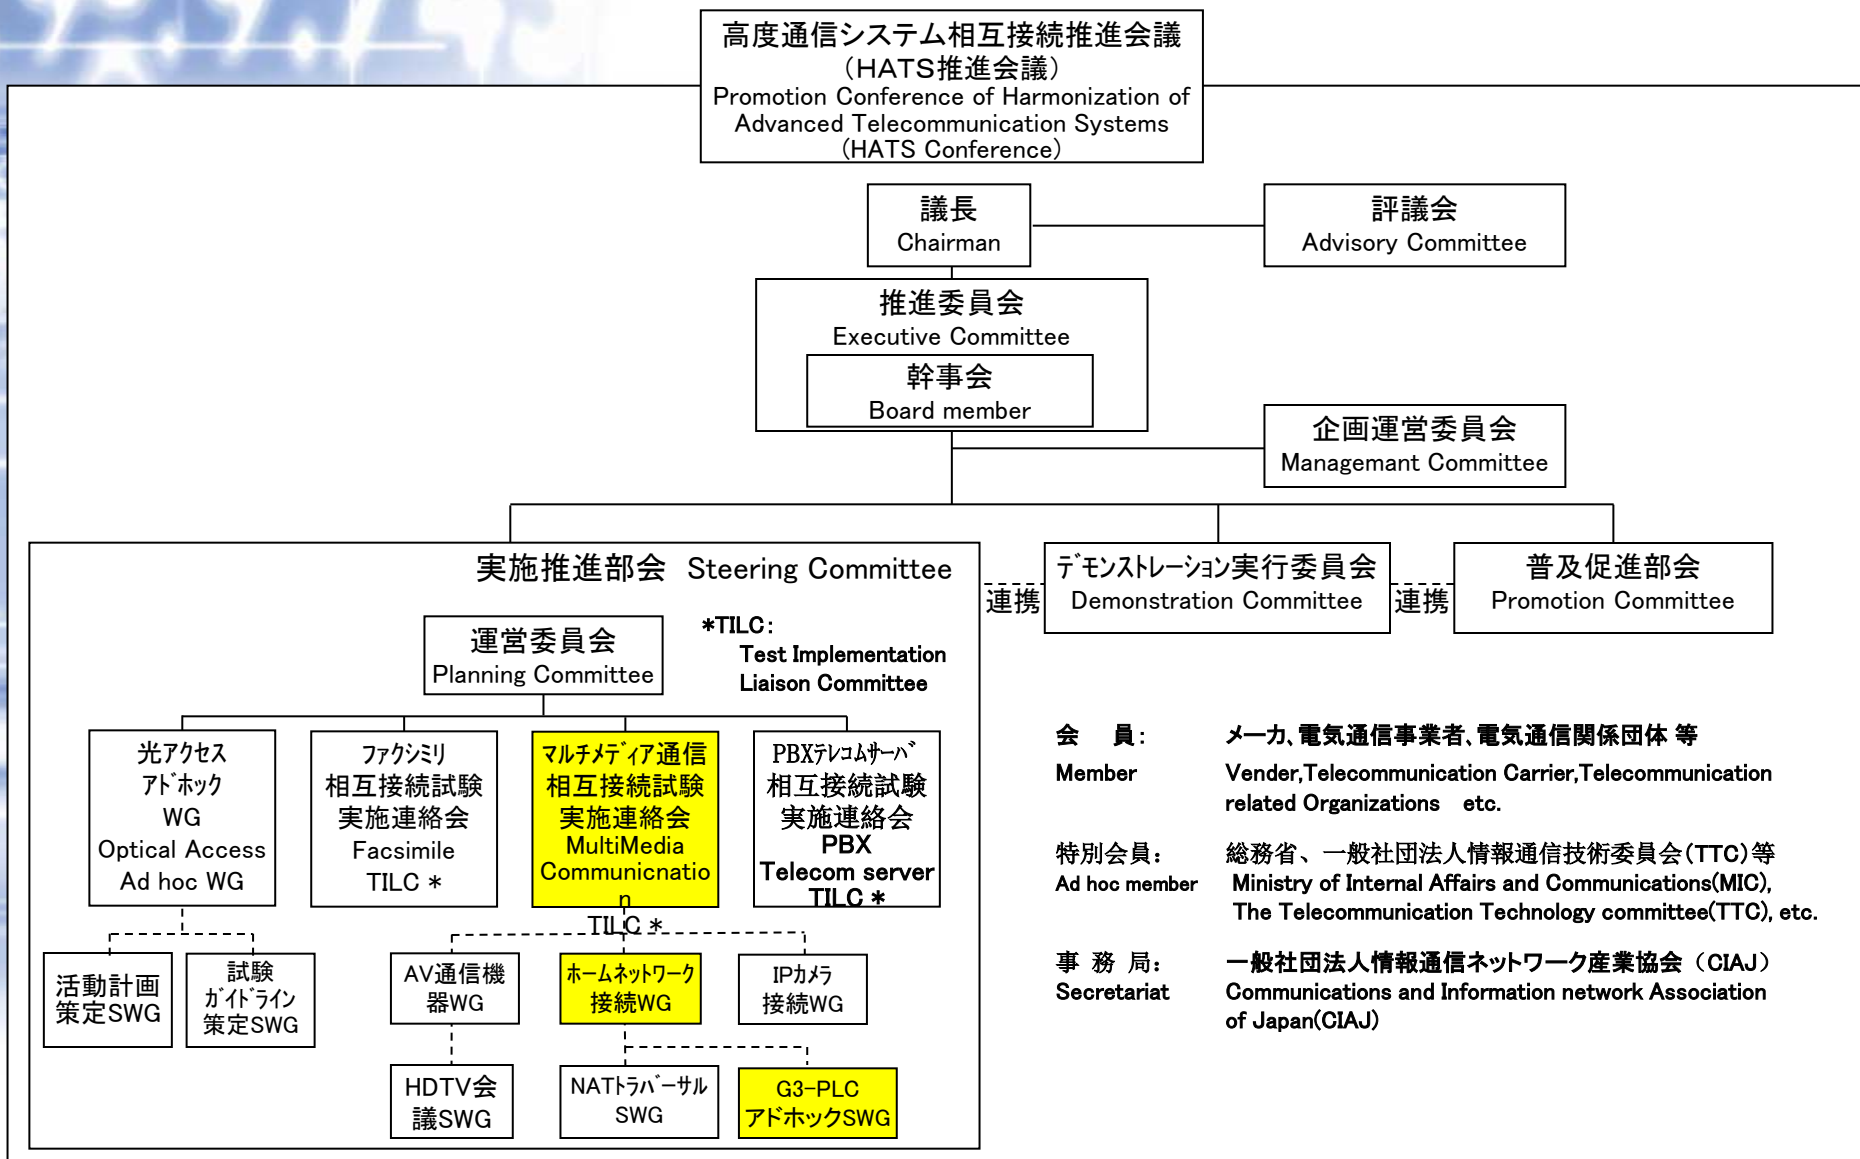 高度通信システム相互接続推進会議
（HATS推進会議）
Promotion Conference of Harmonization of
Advanced Telecommunication Systems
(HATS Conference)
議長
Chairman
評議会
Advisory Committee
推進委員会
Executive Committee
幹事会
Board member
企画運営委員会
Managemant Committee
実施推進部会 Steering Committee
連携
ﾃﾞﾓﾝｽﾄﾚｰｼｮﾝ実行委員会
Demonstration Committee
連携
普及促進部会
Promotion Committee
運営委員会
Planning Committee
*TILC:
Test Implementation
Liaison Committee
光アクセス
ｱﾄﾞﾎｯｸ
WG
Optical Access
Ad hoc WG
ﾌｧｸｼﾐﾘ
相互接続試験
実施連絡会
Facsimile
TILC *
ﾏﾙﾁﾒﾃﾞｨｱ通信
相互接続試験
実施連絡会
MultiMedia
Communicnatio
n
TILC *
PBXﾃﾚｺﾑｻｰﾊﾞ
相互接続試験
実施連絡会
PBX
Telecom server
TILC *
活動計画
策定SWG
試験
ｶﾞｲﾄﾞﾗｲﾝ
策定SWG
AV通信機
器WG
ﾎｰﾑﾈｯﾄﾜｰｸ
接続WG
IPｶﾒﾗ
接続WG
HDTV会
議SWG
NATﾄﾗﾊﾞｰｻﾙ
SWG
G3-PLC
アドホックSWG
会 員： メーカ、電気通信事業者、電気通信関係団体 等
Member Vender,Telecommunication Carrier,Telecommunication
related Organizations etc.
特別会員： 総務省、一般社団法人情報通信技術委員会(TTC)等
Ad hoc member Ministry of Internal Affairs and Communications(MIC),
The Telecommunication Technology committee(TTC), etc.
事 務 局： 一般社団法人情報通信ネットワーク産業協会（CIAJ）
Secretariat Communications and Information network Association
of Japan(CIAJ)